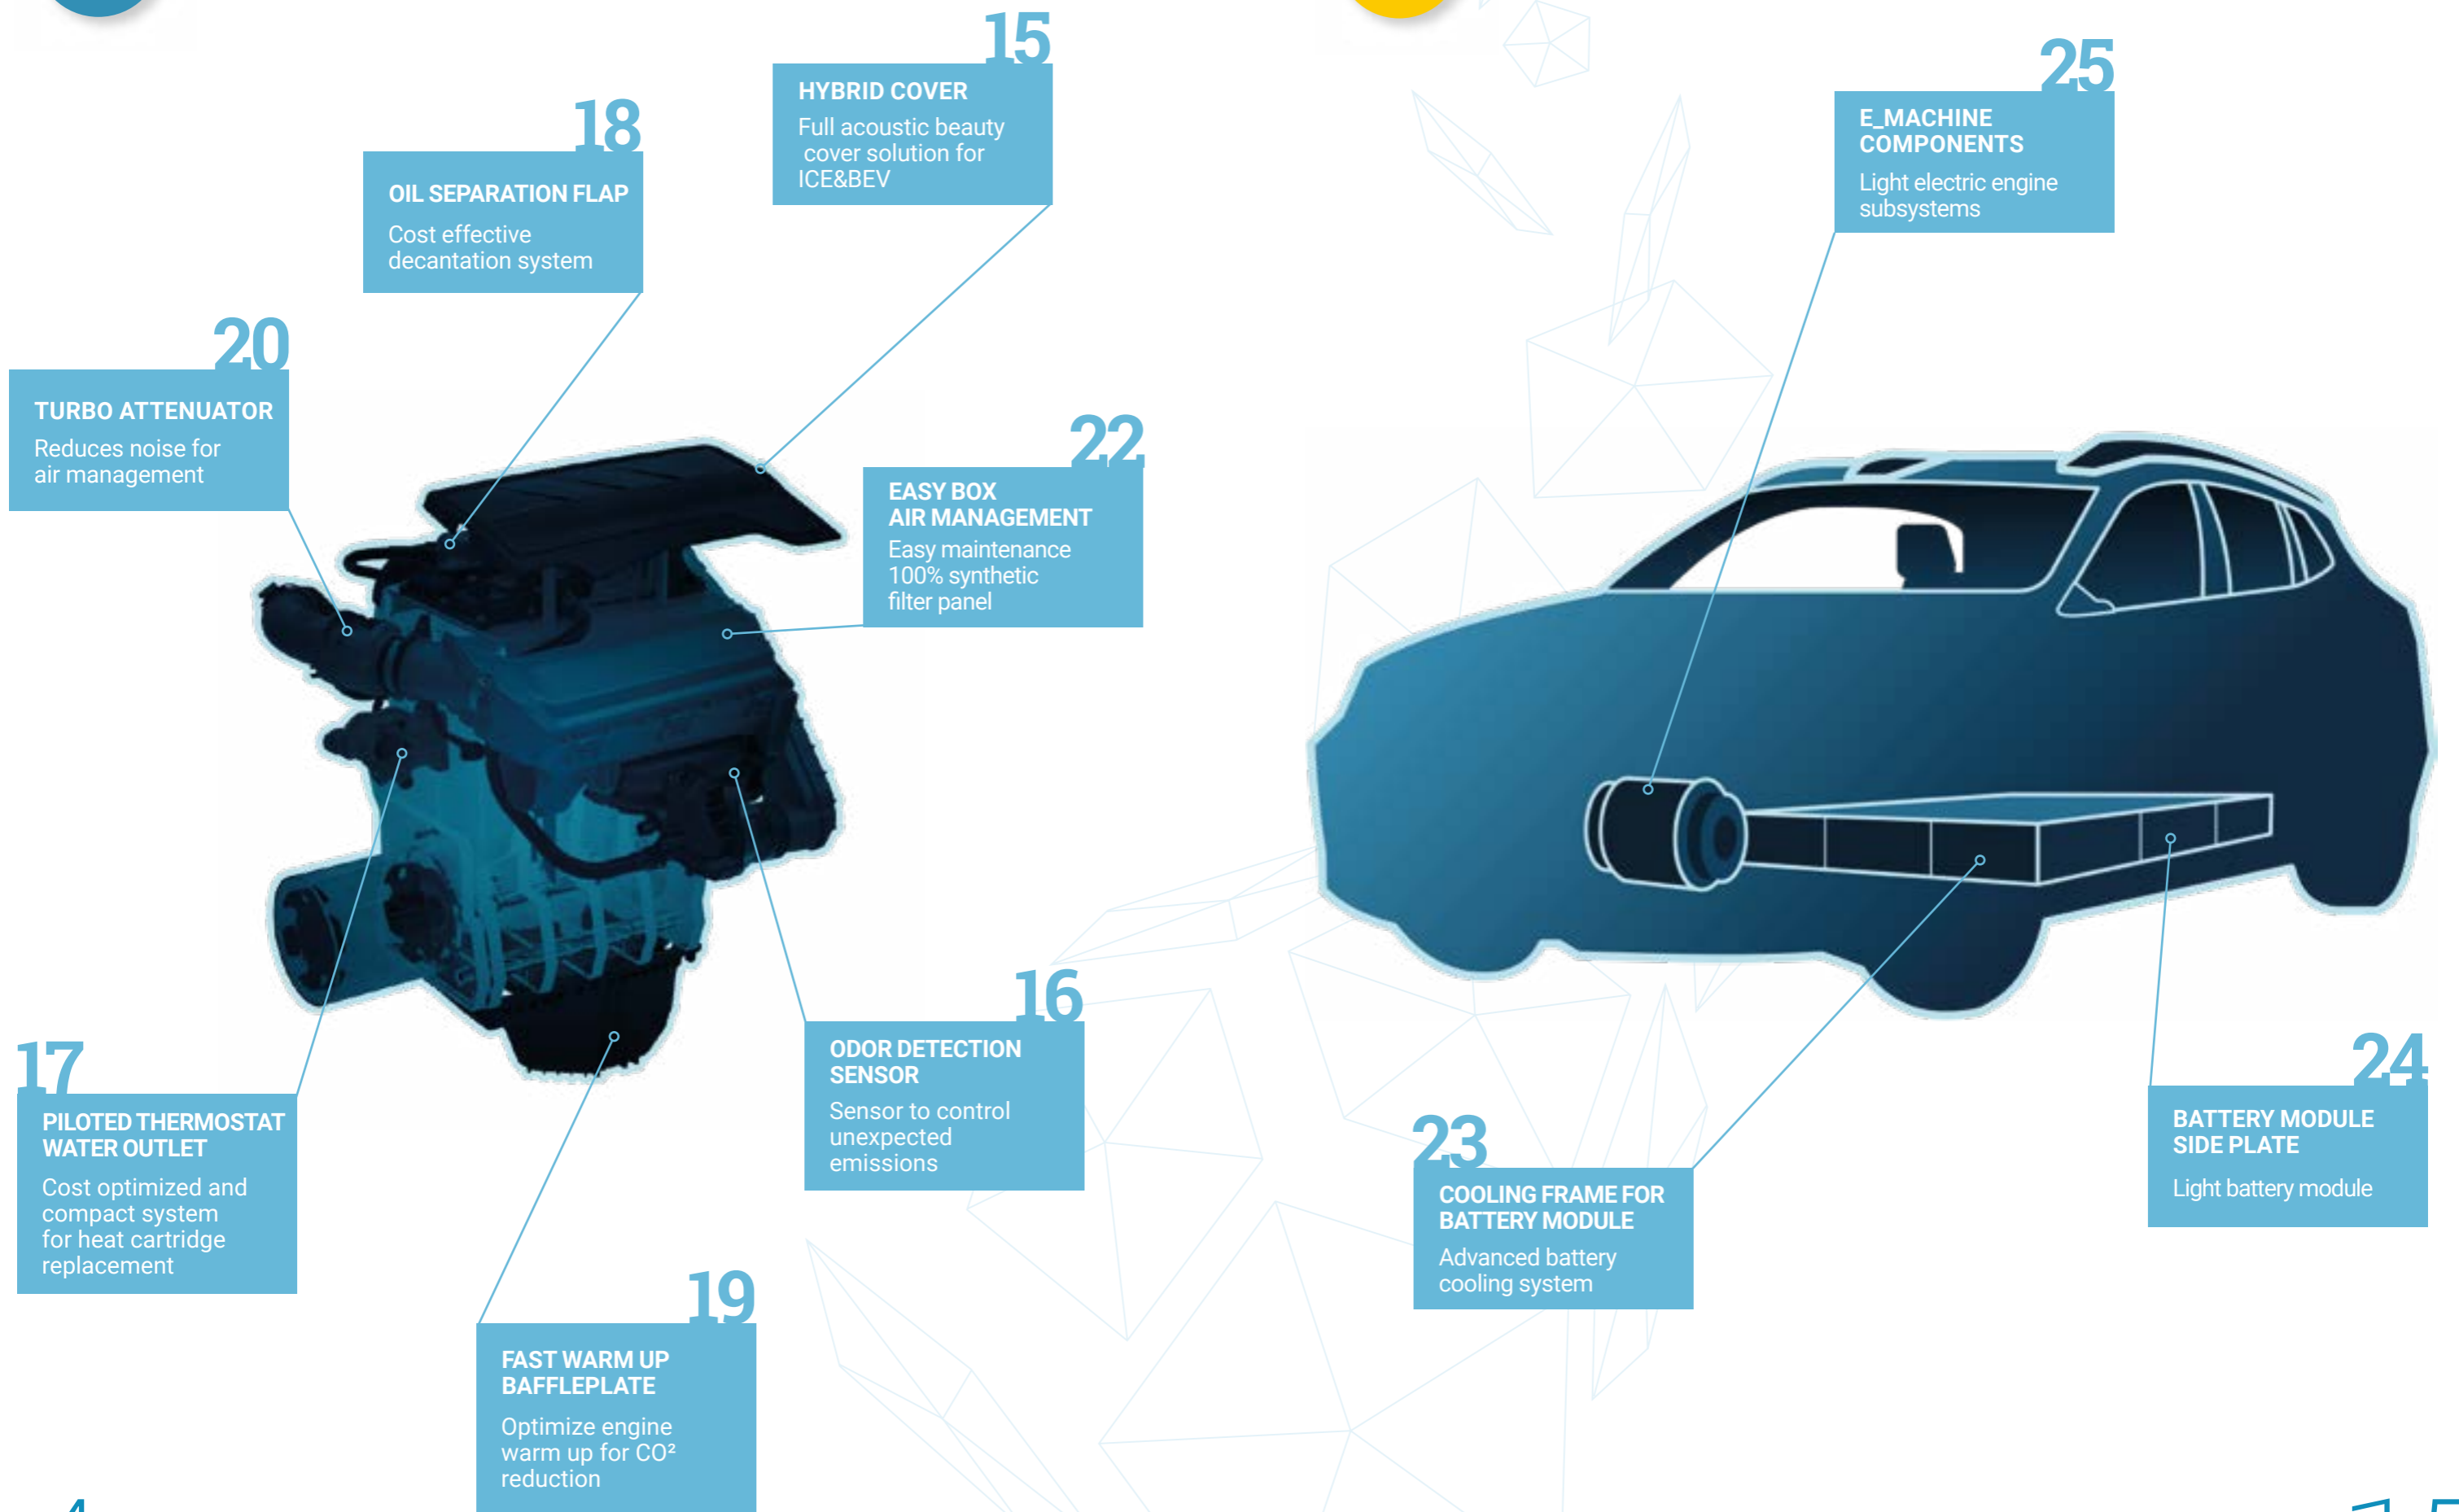 15
HYBRID COVER
Full acoustic beauty
cover solution for
ICE&BEV
18
OIL SEPARATION FLAP
Cost effective
decantation system
20
TURBO ATTENUATOR
Reduces noise for
air management
22
EASY BOX
AIR MANAGEMENT
Easy maintenance
100% synthetic
filter panel
17
PILOTED THERMOSTAT
WATER OUTLET
Cost optimized and
compact system
for heat cartridge
replacement
16
ODOR DETECTION
SENSOR
Sensor to control
unexpected
emissions
19
FAST WARM UP
BAFFLEPLATE
Optimize engine
warm up for CO²
reduction
25
E_MACHINE
COMPONENTS
Light electric engine
subsystems
23
COOLING FRAME FOR
BATTERY MODULE
Advanced battery
cooling system
24
BATTERY MODULE
SIDE PLATE
Light battery module